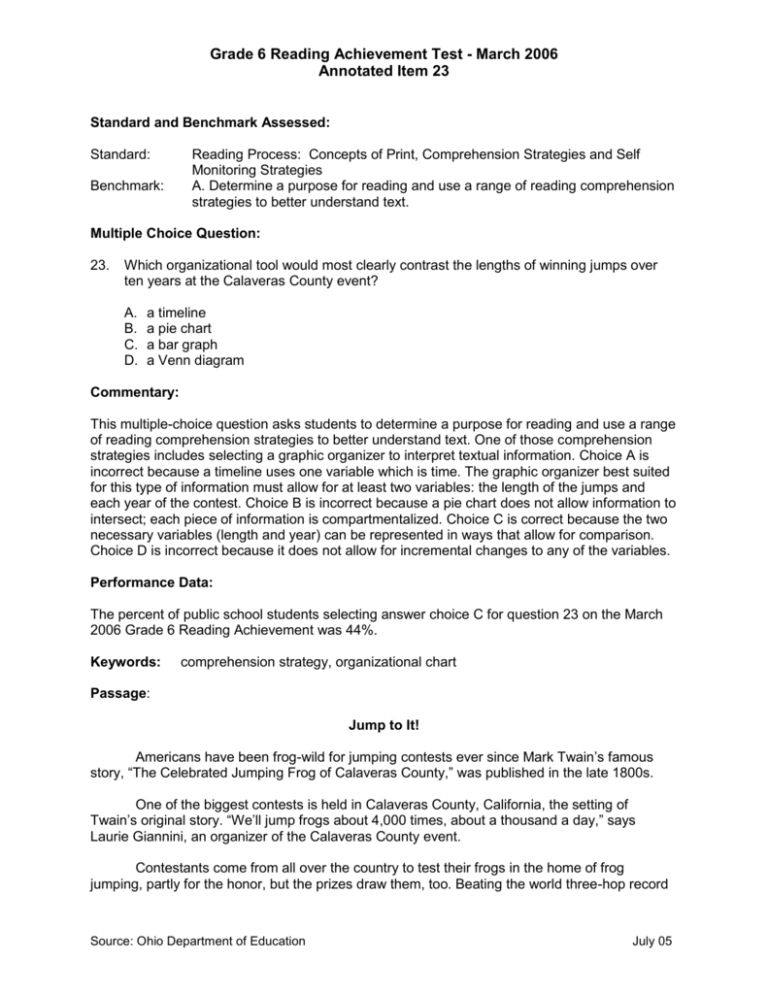 Grade 6 Reading Achievement Test - March 2006
Annotated Item 23
Standard and Benchmark Assessed:
Standard: Reading Process: Concepts of Print, Comprehension Strategies and Self
Monitoring Strategies
Benchmark: A. Determine a purpose for reading and use a range of reading comprehension
strategies to better understand text.
Multiple Choice Question:
23. Which organizational tool would most clearly contrast the lengths of winning jumps over
ten years at the Calaveras County event?
A. a timeline
B. a pie chart
C. a bar graph
D. a Venn diagram
Commentary:
This multiple-choice question asks students to determine a purpose for reading and use a range
of reading comprehension strategies to better understand text. One of those comprehension
strategies includes selecting a graphic organizer to interpret textual information. Choice A is
incorrect because a timeline uses one variable which is time. The graphic organizer best suited
for this type of information must allow for at least two variables: the length of the jumps and
each year of the contest. Choice B is incorrect because a pie chart does not allow information to
intersect; each piece of information is compartmentalized. Choice C is correct because the two
necessary variables (length and year) can be represented in ways that allow for comparison.
Choice D is incorrect because it does not allow for incremental changes to any of the variables.
Performance Data:
The percent of public school students selecting answer choice C for question 23 on the March
2006 Grade 6 Reading Achievement was 44%.
Keywords: comprehension strategy, organizational chart
Passage:
Jump to It!
Americans have been frog-wild for jumping contests ever since Mark Twain’s famous
story, “The Celebrated Jumping Frog of Calaveras County,” was published in the late 1800s.
One of the biggest contests is held in Calaveras County, California, the setting of
Twain’s original story. “We’ll jump frogs about 4,000 times, about a thousand a day,” says
Laurie Giannini, an organizer of the Calaveras County event.
Contestants come from all over the country to test their frogs in the home of frog
jumping, partly for the honor, but the prizes draw them, too. Beating the world three-hop record
Source: Ohio Department of Education July 05